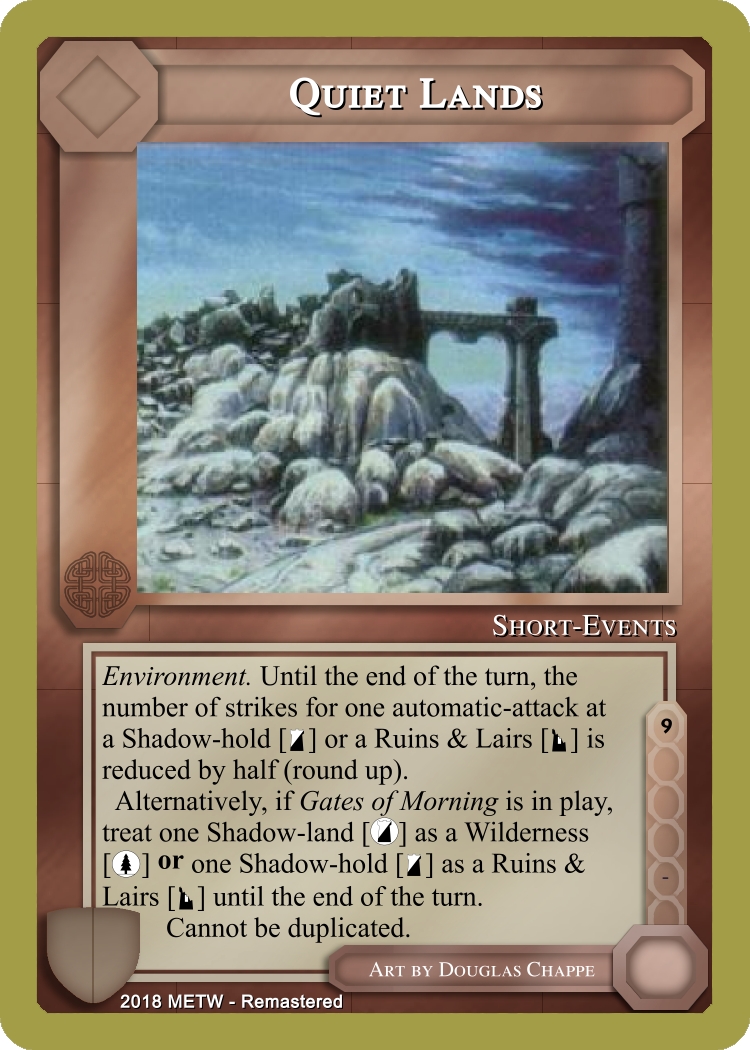 Quiet Lands
Short-Events
Environment. Until the end of the turn, the
number of strikes for one automatic-attack at
a Shadow-hold [] or a Ruins & Lairs [] is
reduced by half (round up).
Alternatively, if Gates of Morning is in play,
treat one Shadow-land [] as a Wilderness
[] or one Shadow-hold [] as a Ruins &
Lairs [] until the end of the turn.
Cannot be duplicated.
9
-
Art by Douglas Chappe
2018 METW - Remastered